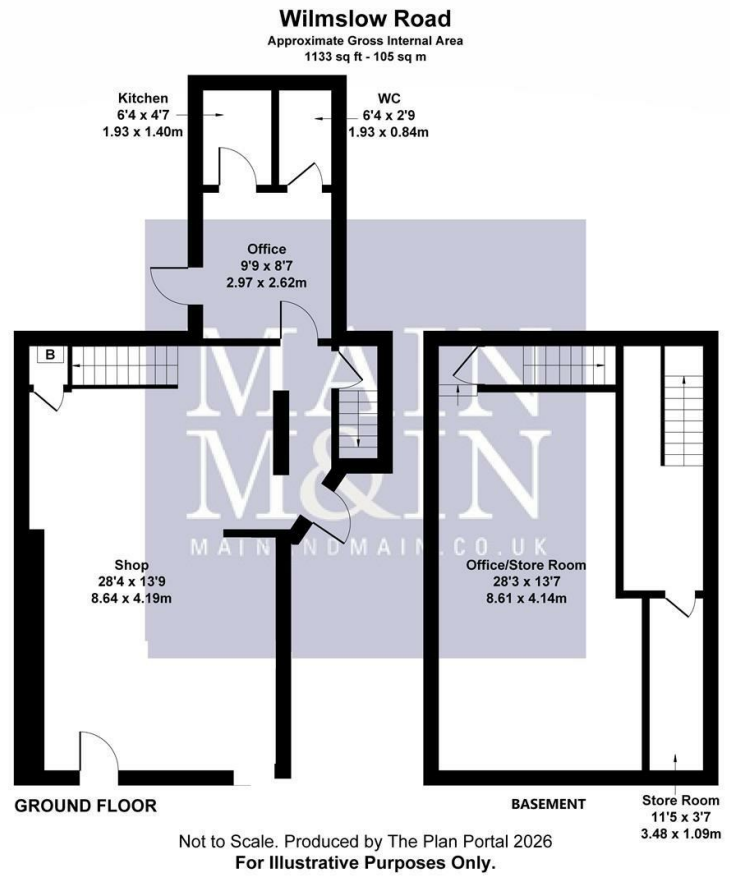 Wilmslow Road
Approximate Gross Internal Area
1133 sq ft - 105 sq m
Kitchen
6'4 x 4'7
1.93 x 1.40m
WC
6'4 x 2'9
1.93 x 0.84m
Office
9'9 x 8'7
2.97 x 2.62m
B
MAIN
M&IN
MAINANDMAIN.CO.UK
Shop
28'4 x 13'9
8.64 x 4.19m
Office/Store Room
28'3 x 13'7
8.61 x 4.14m
GROUND FLOOR
BASEMENT
Store Room
11'5 x 3'7
3.48 x 1.09m
Not to Scale. Produced by The Plan Portal 2026
For Illustrative Purposes Only.